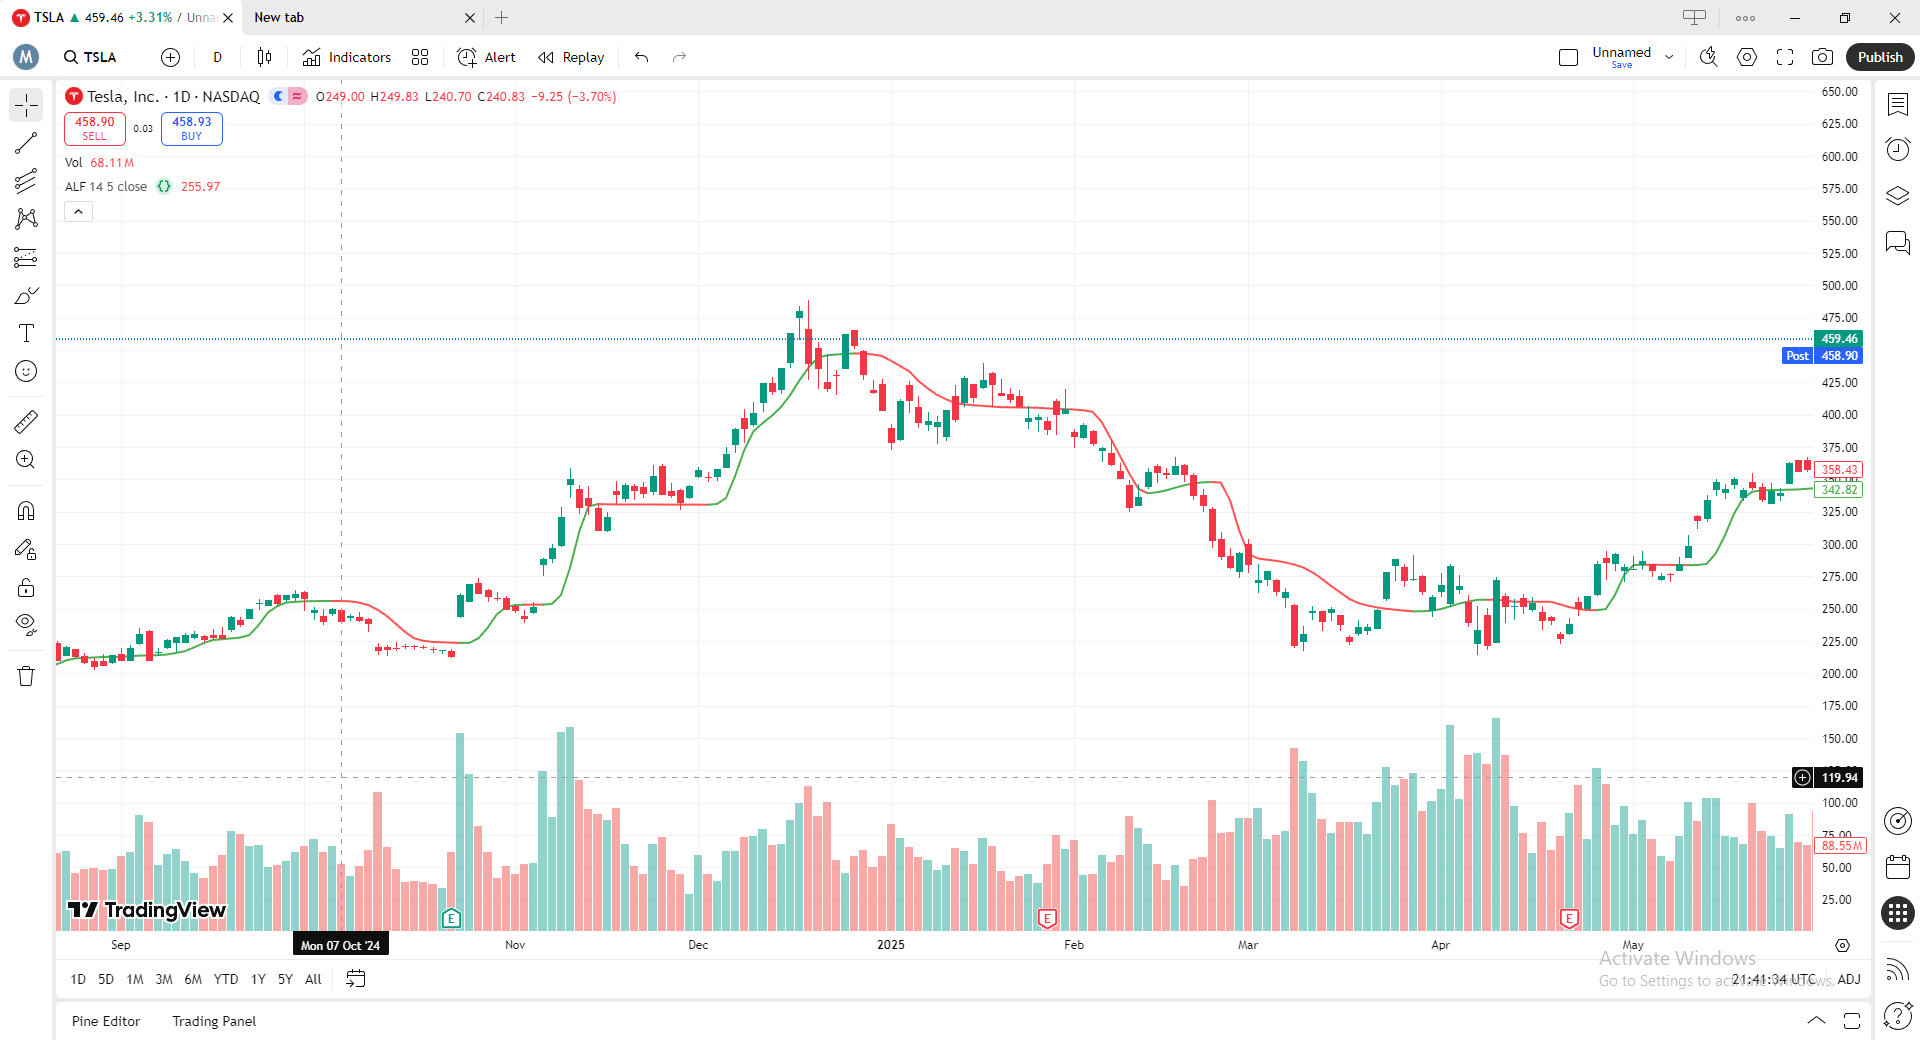 TSLA ▲ 459.46 +3.31% / Unna
New tab
M
TSLA
D
Indicators
Alert
Replay
Unnamed
Save
Publish
Tesla, Inc. · 1D · NASDAQ
O249.00 H249.83 L240.70 C240.83 −9.25 (−3.70%)
458.90
SELL
0.03
458.93
BUY
Vol 68.11M
ALF 14 5 close {} 255.97
650.00
625.00
600.00
575.00
550.00
525.00
500.00
475.00
459.46
Post 458.90
425.00
400.00
375.00
358.43
342.82
325.00
300.00
275.00
250.00
225.00
200.00
175.00
150.00
119.94
100.00
75.00
88.55M
50.00
25.00
TradingView
E
E
E
Sep
Mon 07 Oct '24
Nov
Dec
2025
Feb
Mar
Apr
May
Activate Windows
Go to Settings to activate Windows.
1D 5D 1M 3M 6M YTD 1Y 5Y All
21:41:34 UTC
ADJ
Pine Editor
Trading Panel